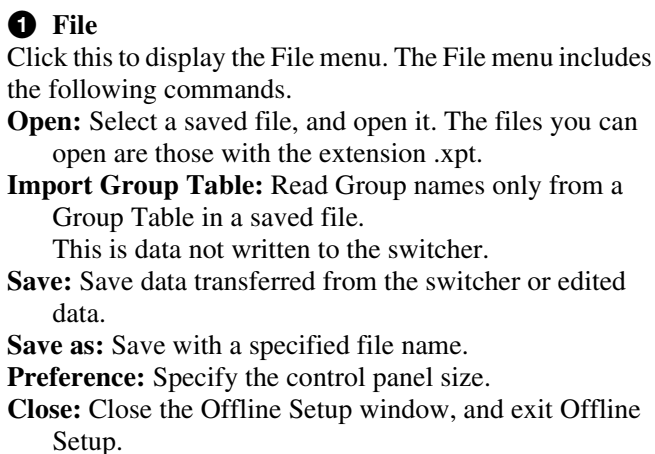 ❶ File
Click this to display the File menu. The File menu includes
the following commands.
Open: Select a saved file, and open it. The files you can
open are those with the extension .xpt.
Import Group Table: Read Group names only from a
Group Table in a saved file.
This is data not written to the switcher.
Save: Save data transferred from the switcher or edited
data.
Save as: Save with a specified file name.
Preference: Specify the control panel size.
Close: Close the Offline Setup window, and exit Offline
Setup.